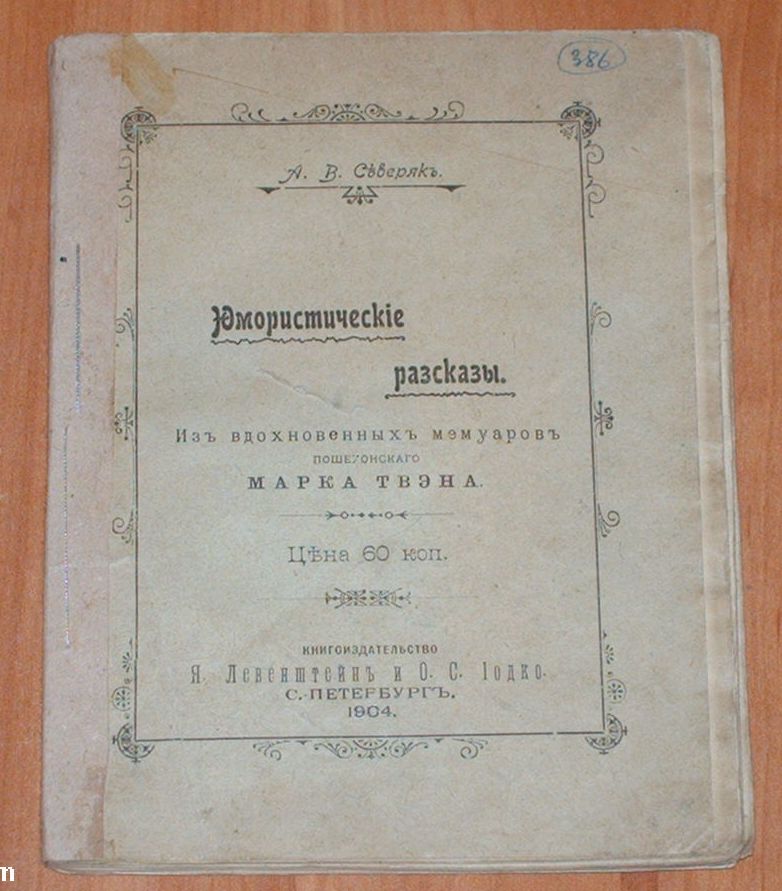 386
А. В. Сѣверякъ.
Юмористическіе
разсказы.
Изъ вдохновенныхъ мемуаровъ
ПОШЕХОНСКАГО
МАРКА ТВЭНА.
Цѣна 60 коп.
КНИГОИЗДАТЕЛЬСТВО
Я. Левенштейнъ и О. С. Іодко.
С.-ПЕТЕРБУРГЪ.
1904.
m